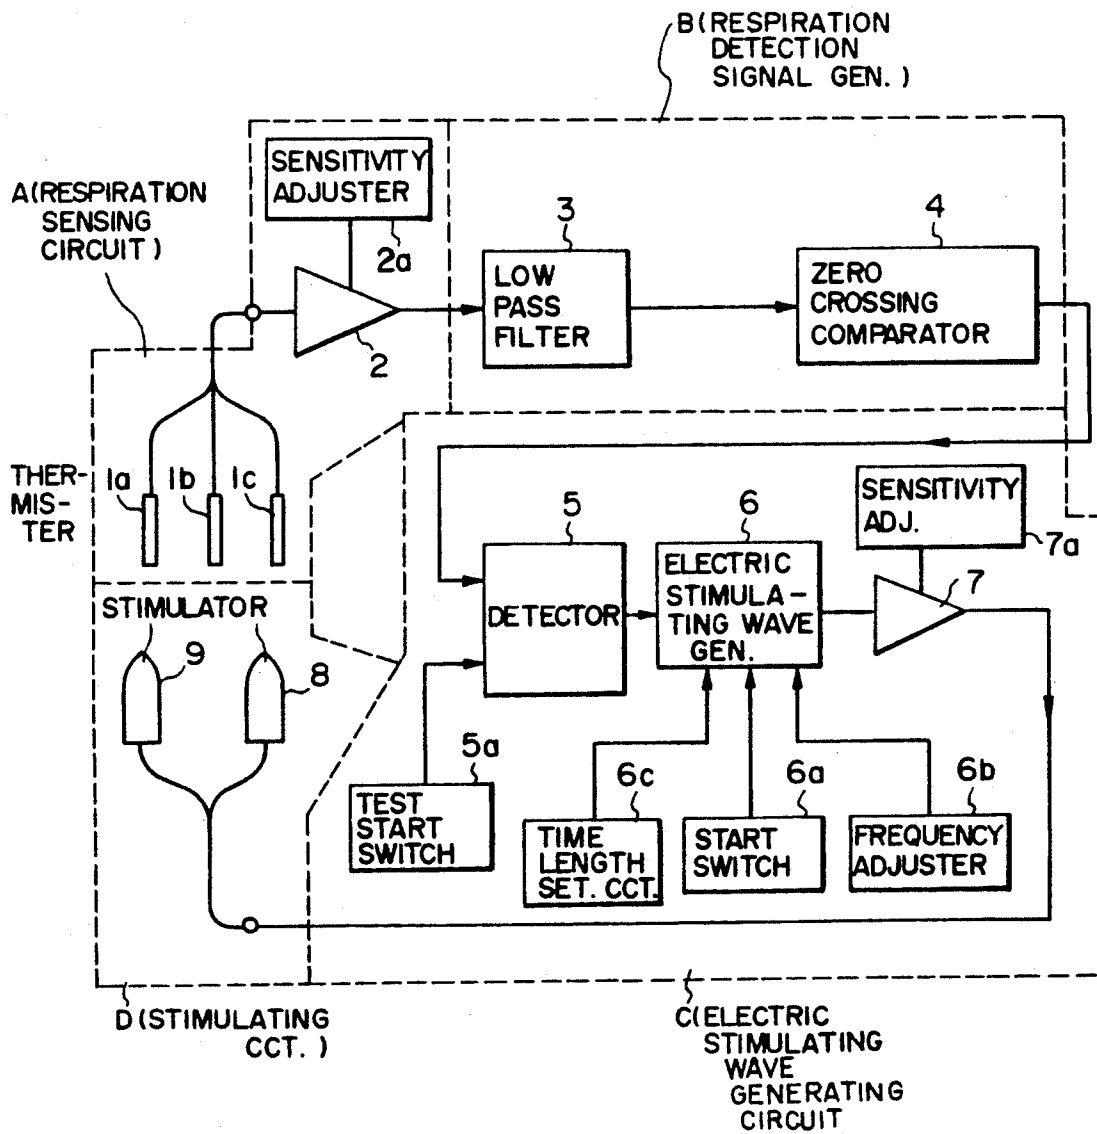 B(RESPIRATION
DETECTION
SIGNAL GEN.)
A(RESPIRATION
SENSING
CIRCUIT)
SENSITIVITY
ADJUSTER
2a
2
3
LOW
PASS
FILTER
4
ZERO
CROSSING
COMPARATOR
THER-
MIS-
TER
1a
1b
1c
SENSITIVITY
ADJ.
7a
7
5
DETECTOR
6
ELECTRIC
STIMULA-
TING WAVE
GEN.
STIMULATOR
9
8
5a
TEST
START
SWITCH
6c
TIME
LENGTH
SET. CCT.
6a
START
SWITCH
6b
FREQUENCY
ADJUSTER
D(STIMULATING
CCT.)
C(ELECTRIC
STIMULATING
WAVE
GENERATING
CIRCUIT